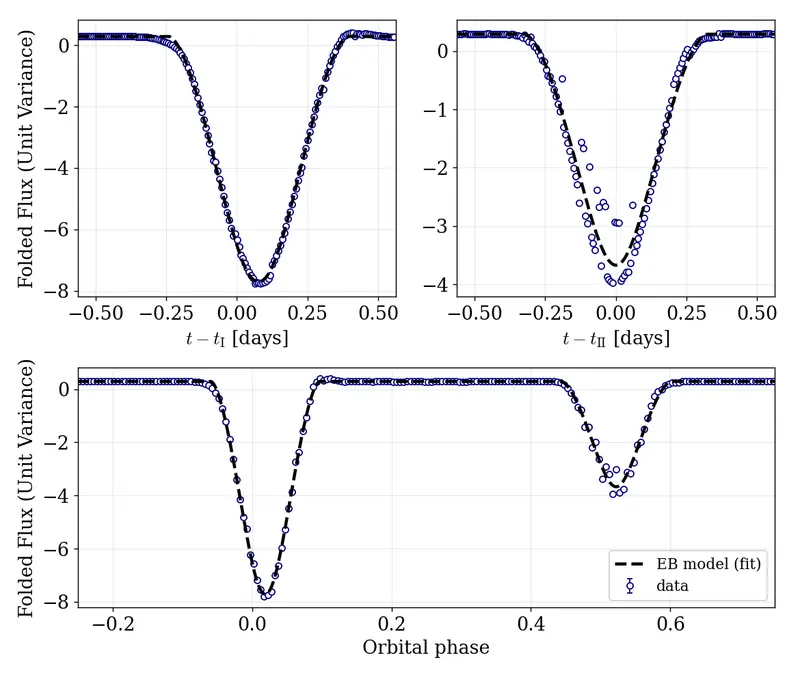 Folded Flux (Unit Variance)
0
−2
−4
−6
−8
−0.50 −0.25 0.00 0.25 0.50
t − t_I [days]
0
−1
−2
−3
−4
−0.50 −0.25 0.00 0.25 0.50
t − t_II [days]
Folded Flux (Unit Variance)
0
−2
−4
−6
−8
−0.2 0.0 0.2 0.4 0.6
Orbital phase
EB model (fit)
data